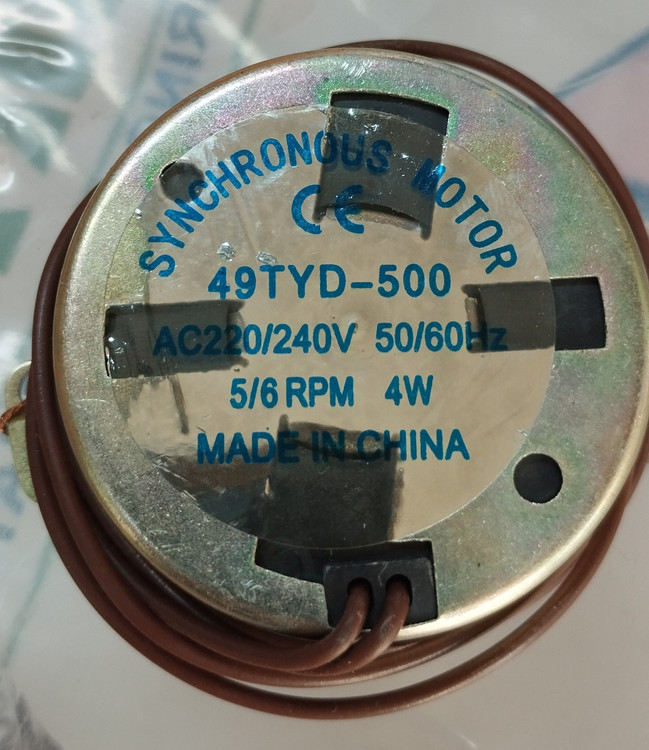 SYNCHRONOUS MOTOR
CE
49TYD-500
AC220/240V 50/60Hz
5/6 RPM 4W
MADE IN CHINA